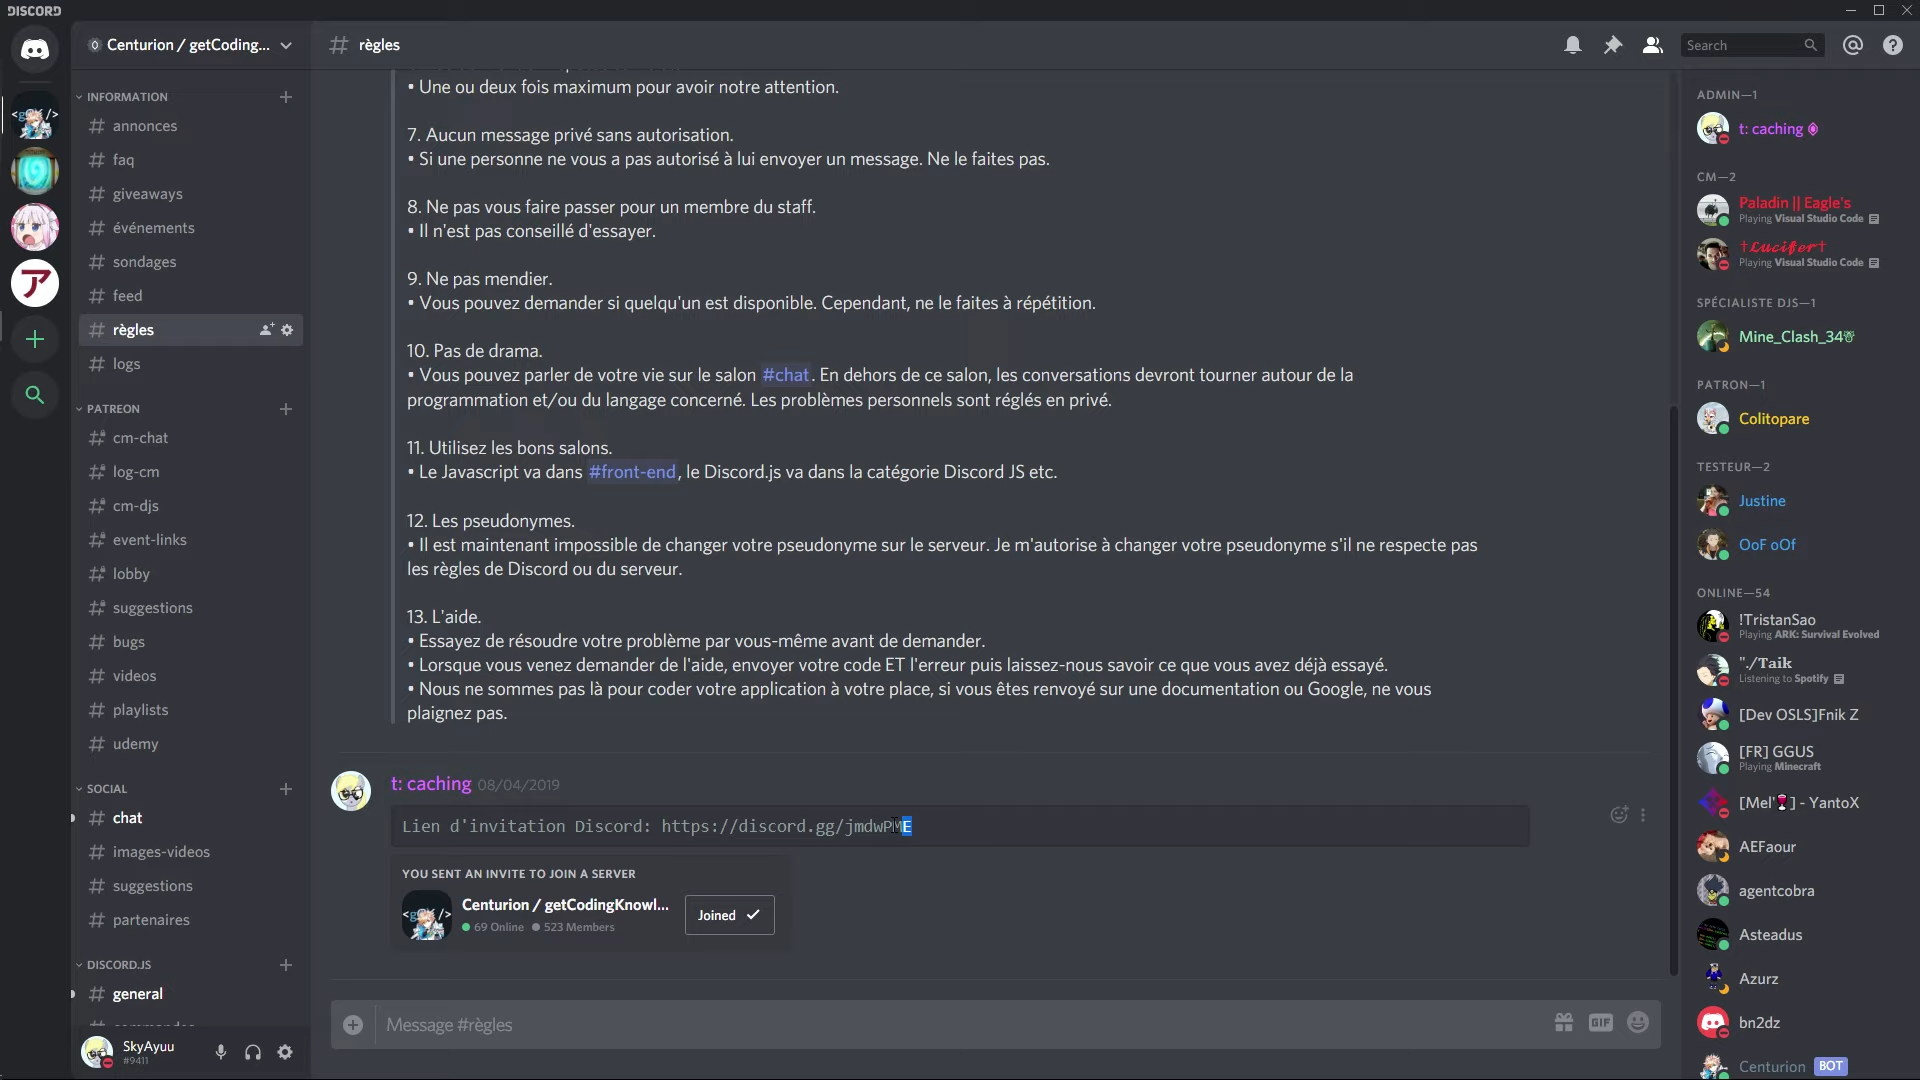 DISCORD
Centurion / getCoding...
# règles
Search
INFORMATION
# annonces
# faq
# giveaways
# événements
# sondages
# feed
# règles
# logs
PATREON
# cm-chat
# log-cm
# cm-djs
# event-links
# lobby
# suggestions
# bugs
# videos
# playlists
# udemy
SOCIAL
# chat
# images-videos
# suggestions
# partenaires
DISCORD.JS
# general
SkyAyuu
#9411
• Une ou deux fois maximum pour avoir notre attention.
7. Aucun message privé sans autorisation.
• Si une personne ne vous a pas autorisé à lui envoyer un message. Ne le faites pas.
8. Ne pas vous faire passer pour un membre du staff.
• Il n'est pas conseillé d'essayer.
9. Ne pas mendier.
• Vous pouvez demander si quelqu'un est disponible. Cependant, ne le faites à répétition.
10. Pas de drama.
• Vous pouvez parler de votre vie sur le salon #chat. En dehors de ce salon, les conversations devront tourner autour de la
programmation et/ou du langage concerné. Les problèmes personnels sont réglés en privé.
11. Utilisez les bons salons.
• Le Javascript va dans #front-end, le Discord.js va dans la catégorie Discord JS etc.
12. Les pseudonymes.
• Il est maintenant impossible de changer votre pseudonyme sur le serveur. Je m'autorise à changer votre pseudonyme s'il ne respecte pas
les règles de Discord ou du serveur.
13. L'aide.
• Essayez de résoudre votre problème par vous-même avant de demander.
• Lorsque vous venez demander de l'aide, envoyer votre code ET l'erreur puis laissez-nous savoir ce que vous avez déjà essayé.
• Nous ne sommes pas là pour coder votre application à votre place, si vous êtes renvoyé sur une documentation ou Google, ne vous
plaignez pas.
t: caching 08/04/2019
Lien d'invitation Discord: https://discord.gg/jmdwPME
YOU SENT AN INVITE TO JOIN A SERVER
Centurion / getCodingKnowl...
69 Online 523 Members
Joined
Message #règles
GIF
ADMIN—1
t: caching
CM—2
Paladin || Eagle's
Playing Visual Studio Code
†𝓛𝓾𝓬𝓲𝓯𝓮𝓻†
Playing Visual Studio Code
SPÉCIALISTE DJS—1
Mine_Clash_34☃
PATRON—1
Colitopare
TESTEUR—2
Justine
OoF oOf
ONLINE—54
!TristanSao
Playing ARK: Survival Evolved
"./𝐓𝐚𝐢𝐤
Listening to Spotify
[Dev OSLS]Fnik Z
[FR] GGUS
Playing Minecraft
[Mel'🍷] - YantoX
AEFaour
agentcobra
Asteadus
Azurz
bn2dz
Centurion BOT